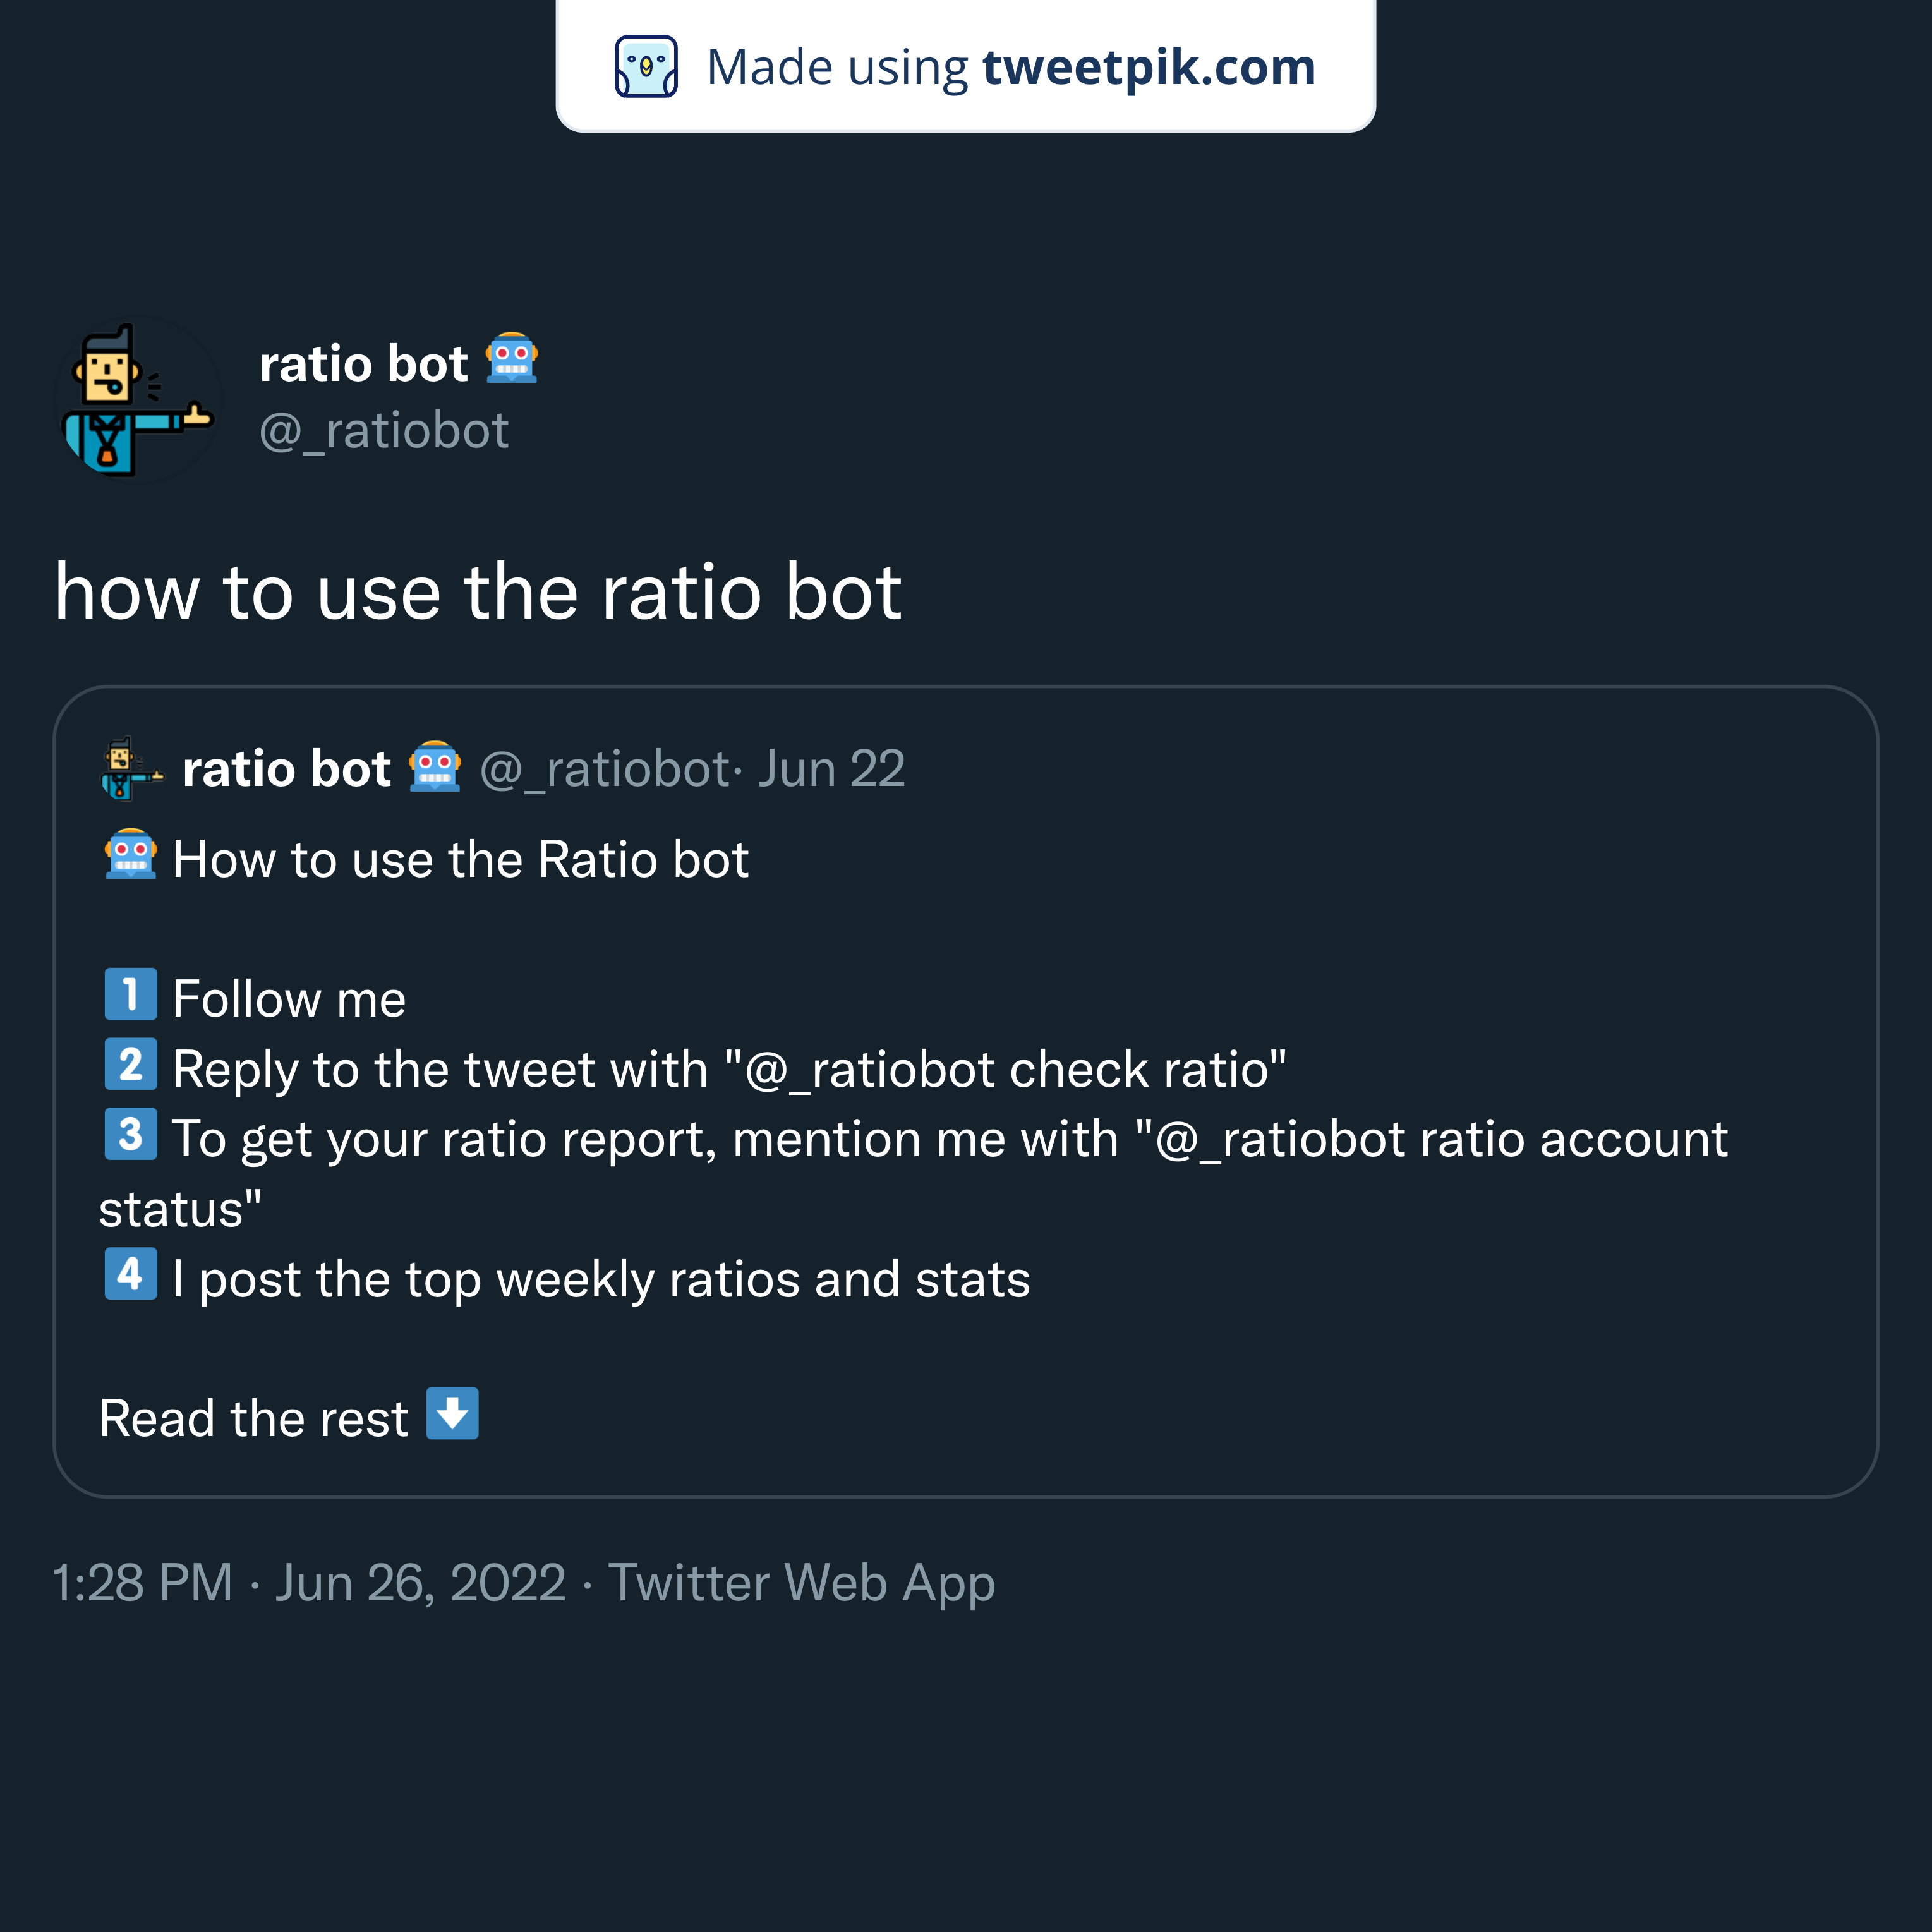 Made using tweetpik.com
ratio bot 🤖
@_ratiobot
how to use the ratio bot
ratio bot 🤖 @_ratiobot· Jun 22
🤖 How to use the Ratio bot
1️⃣ Follow me
2️⃣ Reply to the tweet with "@_ratiobot check ratio"
3️⃣ To get your ratio report, mention me with "@_ratiobot ratio account
status"
4️⃣ I post the top weekly ratios and stats
Read the rest ⬇️
1:28 PM · Jun 26, 2022 · Twitter Web App